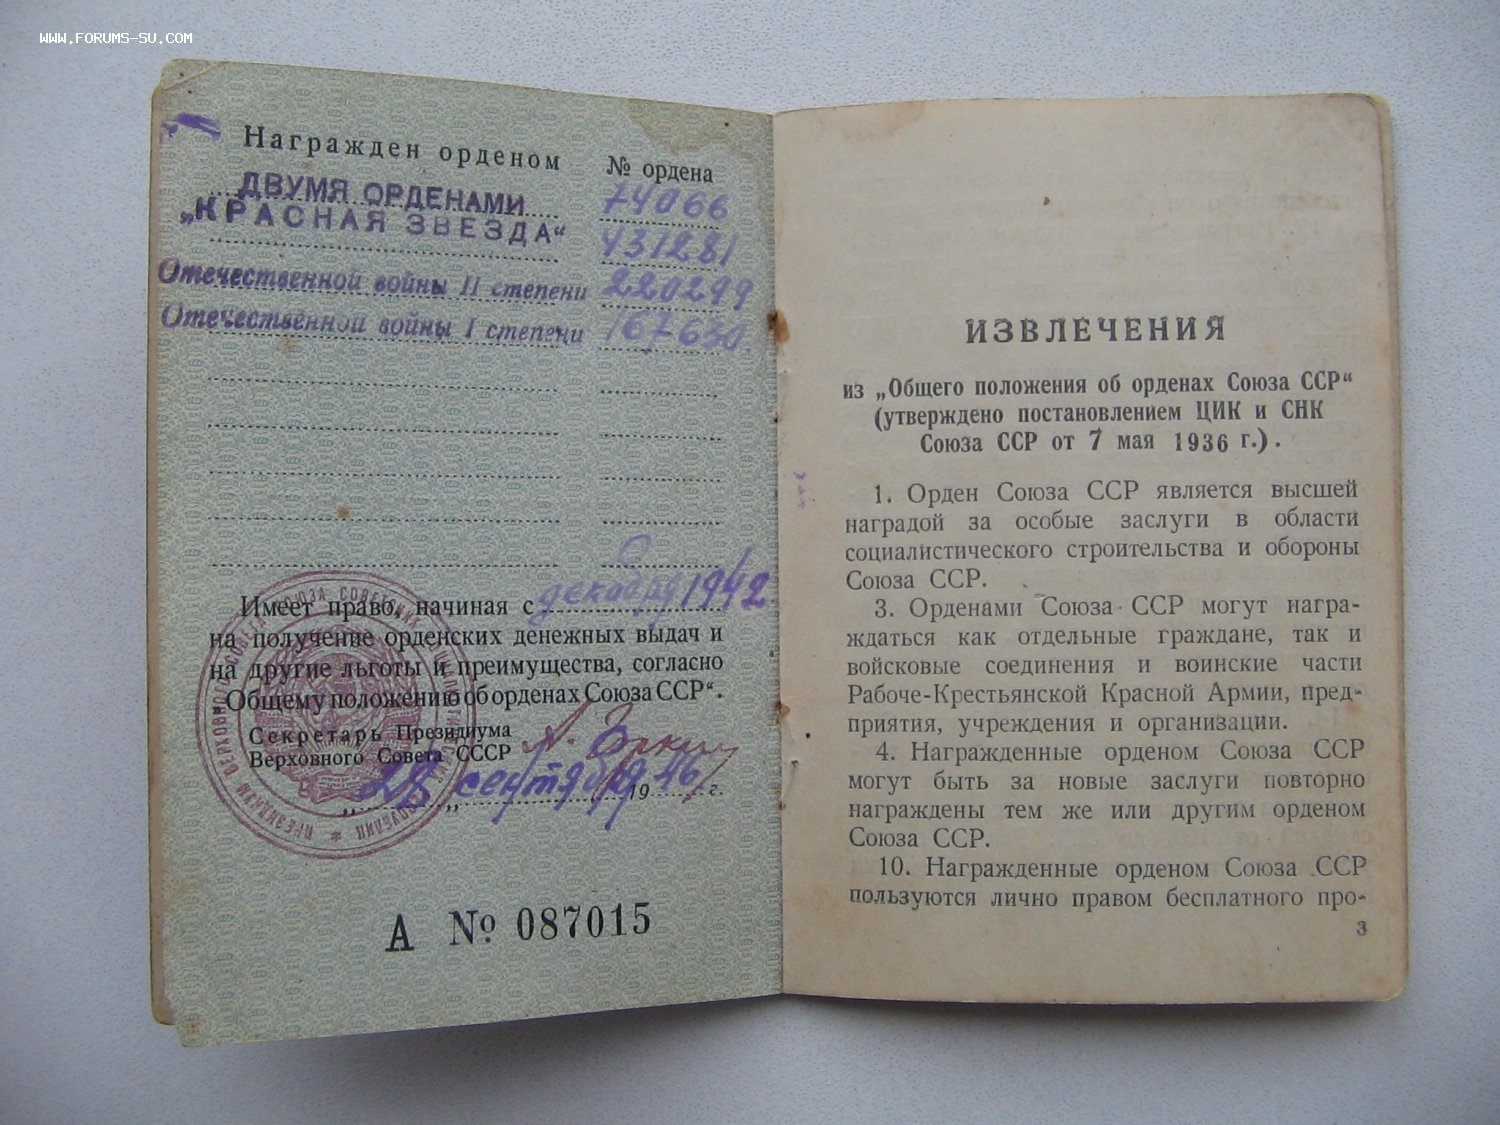 WWW.FORUMS-SU.COM
Награжден орденом № ордена
ДВУМЯ ОРДЕНАМИ 74066
„КРАСНАЯ ЗВЕЗДА“ 431281
Отечественной войны II степени 220299
Отечественной войны I степени 167630
Имеет право, начиная с декабря 1942
на получение орденских денежных выдач и
на другие льготы и преимущества, согласно
Общему положению об орденах Союза ССР“.
Секретарь Президиума
Верховного Совета СССР
„28„ сентября 1946 г.
А № 087015
ИЗВЛЕЧЕНИЯ
из „Общего положения об орденах Союза ССР“
(утверждено постановлением ЦИК и СНК
Союза ССР от 7 мая 1936 г.).
1. Орден Союза ССР является высшей
наградой за особые заслуги в области
социалистического строительства и обороны
Союза ССР.
3. Орденами Союза ССР могут награ-
ждаться как отдельные граждане, так и
войсковые соединения и воинские части
Рабоче-Крестьянской Красной Армии, пред-
приятия, учреждения и организации.
4. Награжденные орденом Союза ССР
могут быть за новые заслуги повторно
награждены тем же или другим орденом
Союза ССР.
10. Награжденные орденом Союза ССР
пользуются лично правом бесплатного про-
3